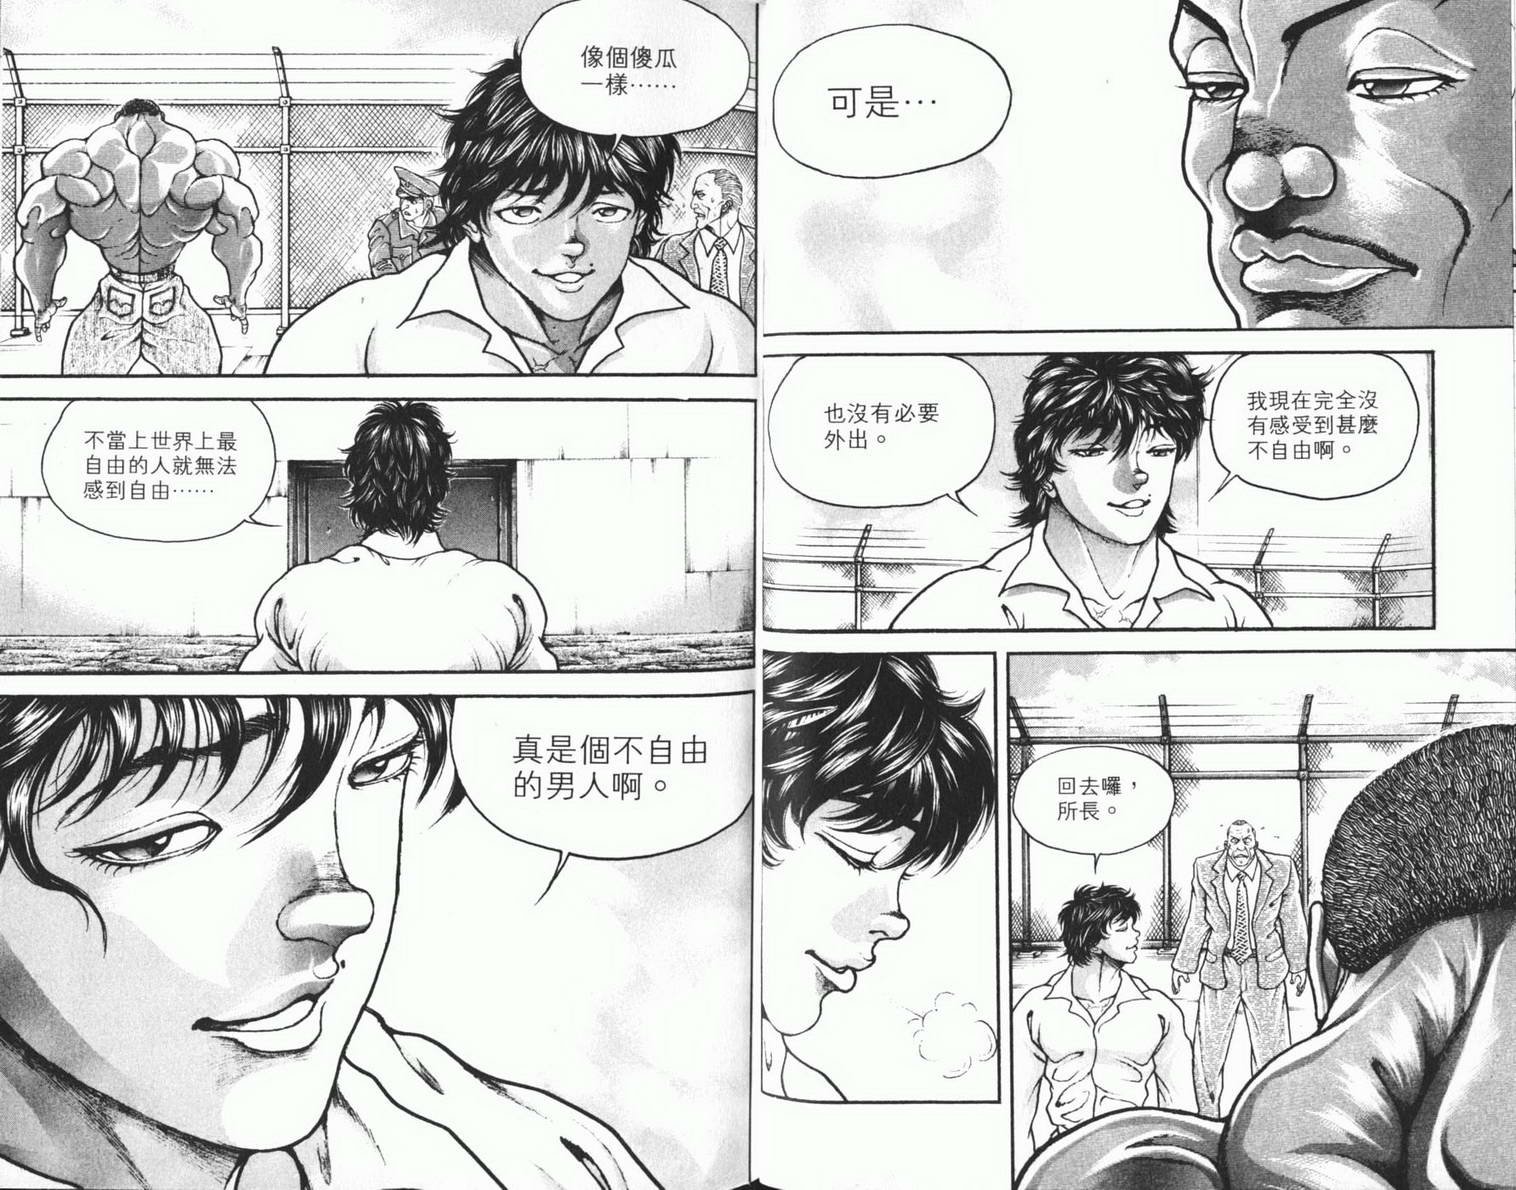 可是⋯
我現在完全沒
有感受到甚麼
不自由啊。
也沒有必要
外出。
回去囉，
所長。
像個傻瓜
一樣⋯⋯
不當上世界上最
自由的人就無法
感到自由⋯⋯
真是個不自由
的男人啊。